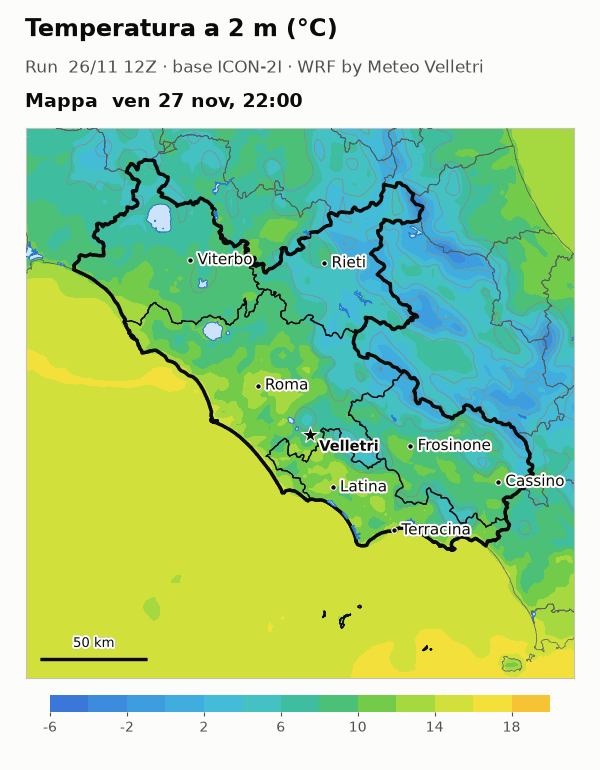 Temperatura a 2 m (°C)
Run  26/11 12Z · base ICON-2I · WRF by Meteo Velletri
Mappa  ven 27 nov, 22:00
Viterbo
Rieti
Roma
Velletri
Frosinone
Latina
Cassino
Terracina
50 km
-6 -2 2 6 10 14 18